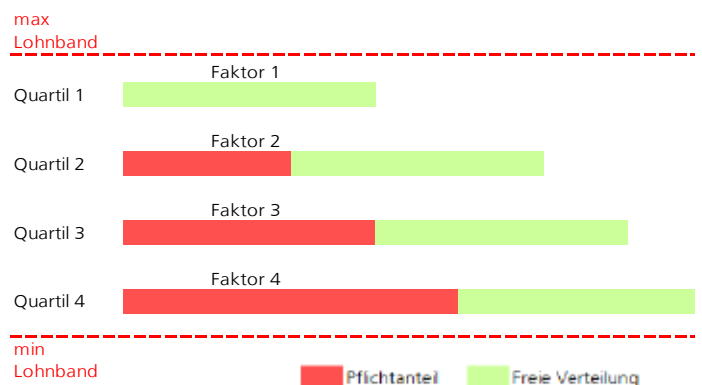 max
Lohnband
Faktor 1
Quartil 1
Faktor 2
Quartil 2
Faktor 3
Quartil 3
Faktor 4
Quartil 4
min
Lohnband
Pflichtanteil
Freie Verteilung